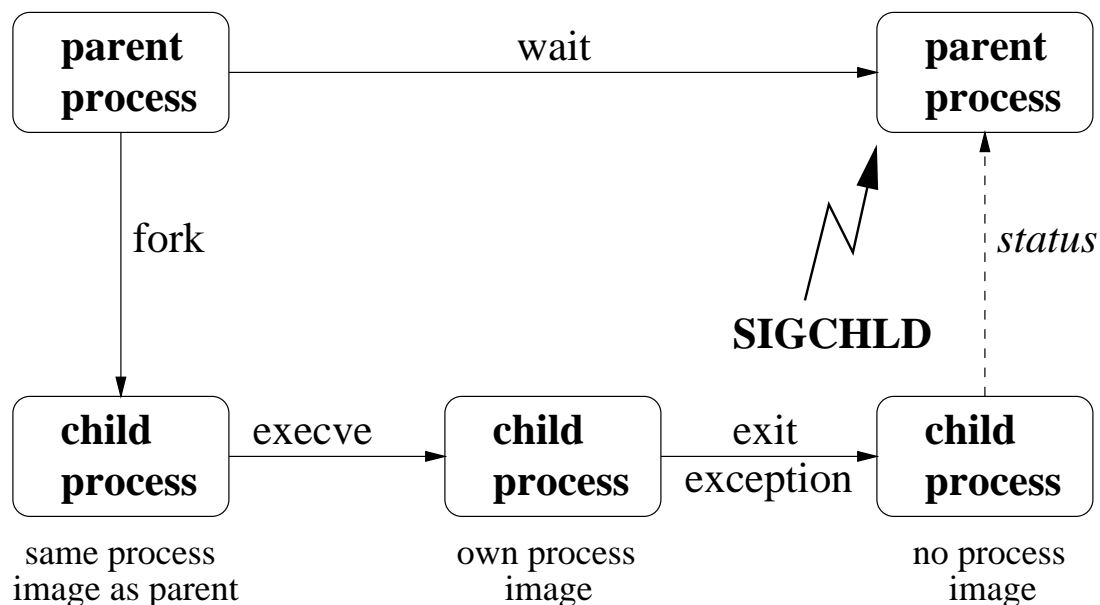 parent
process
wait
parent
process
fork
status
SIGCHLD
child
process
execve
child
process
exit
exception
child
process
same process
image as parent
own process
image
no process
image